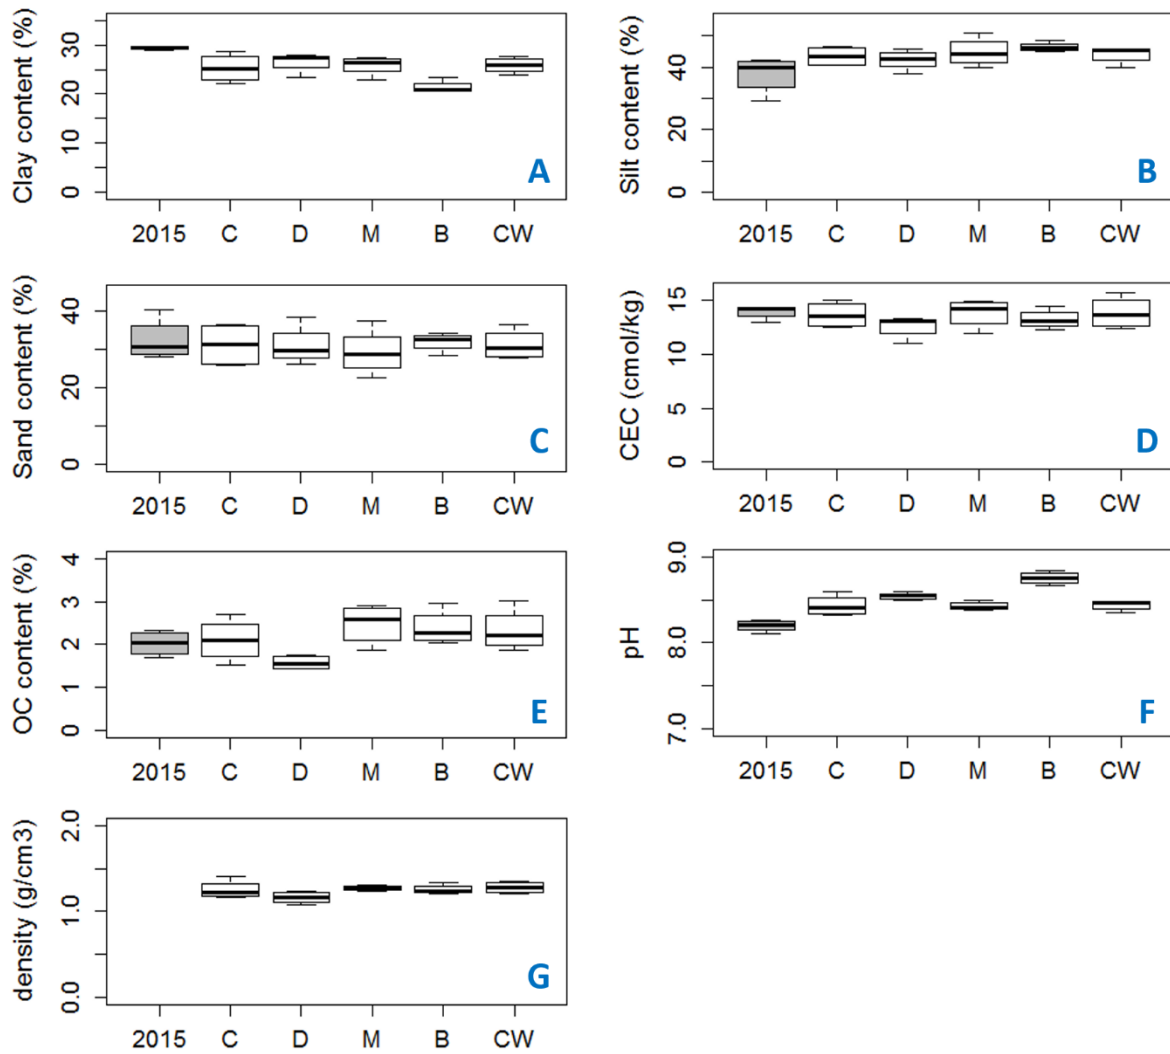 Clay content (%)
30
20
10
0
A
2015 C D M B CW
Silt content (%)
40
20
0
B
2015 C D M B CW
Sand content (%)
40
20
0
C
2015 C D M B CW
CEC (cmol/kg)
15
10
5
0
D
2015 C D M B CW
OC content (%)
4
3
2
1
0
E
2015 C D M B CW
pH
9.0
8.0
7.0
F
2015 C D M B CW
density (g/cm3)
2.0
1.0
0.0
G
2015 C D M B CW